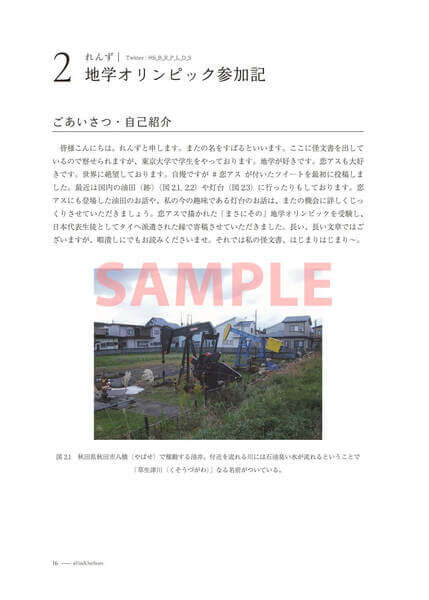 2
れんず｜ Twitter : HS_B_R_P_L_D_S
地学オリンピック参加記
ごあいさつ・自己紹介
皆様こんにちは。れんずと申します。またの名をすばるといいます。ここに怪文書を出して
いるので察せられますが、東京大学で学生をやっております。地学が好きです。恋アスも大好
きです。世界に絶望しております。自慢ですが # 恋アス が付いたツイートを最初に投稿しま
した。最近は国内の油田（跡）（図 2.1, 2.2）や灯台（図 2.3）に行ったりもしております。恋
アスにも登場した油田のお話や、私の今の趣味である灯台のお話は、またの機会に詳しくじっ
くりさせていただきましょう。恋アスで描かれた「まさにその」地学オリンピックを受験し、
日本代表生徒としてタイへ派遣された縁で寄稿させていただきました。長い、長い文章ではご
ざいますが、暇潰しにでもお読みくださいませ。それでは私の怪文書、はじまりはじまり〜。
SAMPLE
図 2.1 秋田県秋田市八橋（やばせ）で稼動する油井。付近を流れる川には石油臭い水が流れるということで
「草生津川（くそうづがわ）」なる名前がついている。
16